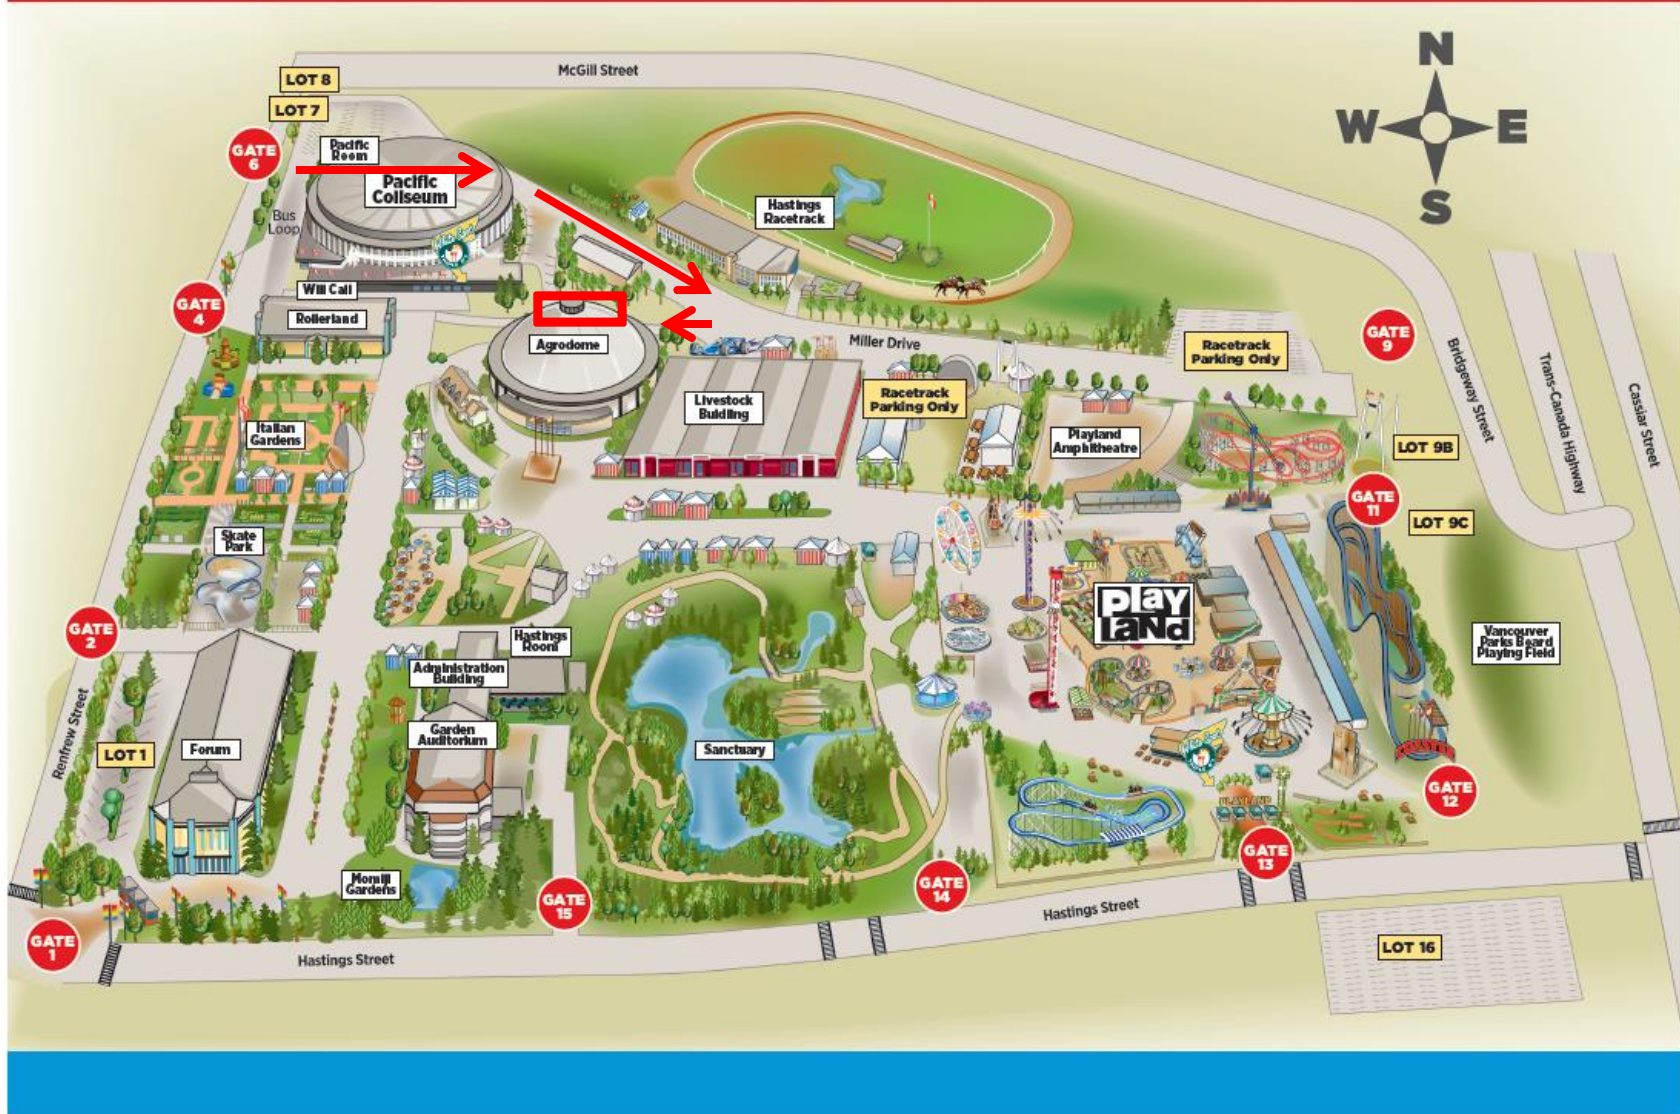 N
McGill Street
LOT 8
LOT 7
W
E
GATE
6
Pacific
Room
Pacific
Coliseum
S
Hastings
Racetrack
Bus
Loop
Will Call
GATE
4
Rollerland
Agrodome
Miller Drive
GATE
9
Racetrack
Parking Only
Bridgeway Street
Trans-Canada Highway
Cassiar Street
Livestock
Building
Racetrack
Parking Only
Italian
Gardens
Playland
Amphitheatre
LOT 9B
GATE
11
LOT 9C
Skate
Park
PLAY
LAND
GATE
2
Hastings
Room
Administration
Building
Vancouver
Parks Board
Playing Field
Renfrew Street
Garden
Auditorium
LOT 1
Forum
Sanctuary
COASTER
GATE
12
PLAYLAND
GATE
13
Momiji
Gardens
GATE
14
GATE
15
Hastings Street
GATE
1
Hastings Street
LOT 16